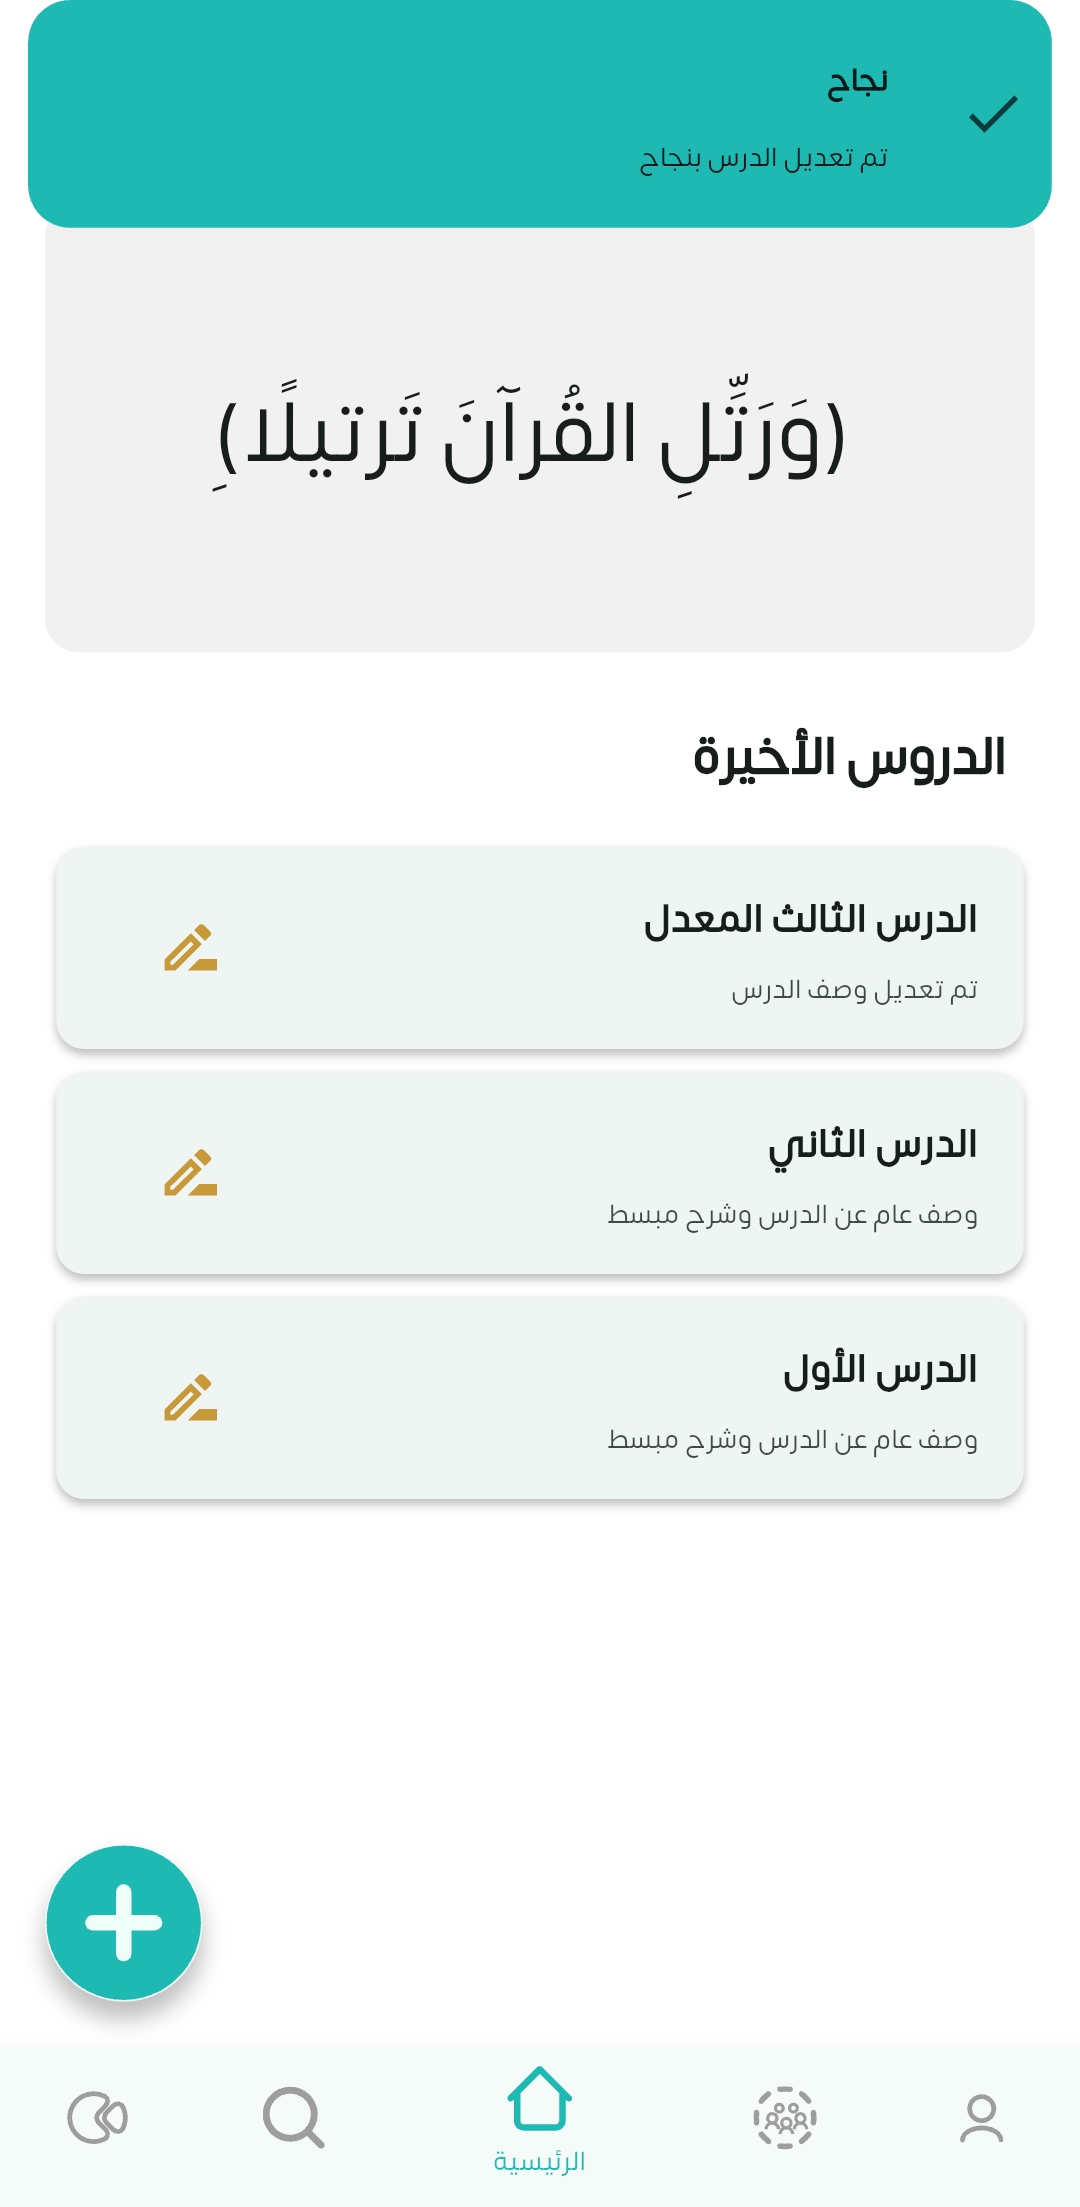 نجاح
تم تعديل الدرس بنجاح
(وَرَتِّلِ القُرآنَ تَرتيلًا)ِ
الدروس الأخيرة
الدرس الثالث المعدل
تم تعديل وصف الدرس
الدرس الثاني
وصف عام عن الدرس وشرح مبسط
الدرس الأول
وصف عام عن الدرس وشرح مبسط
الرئيسية